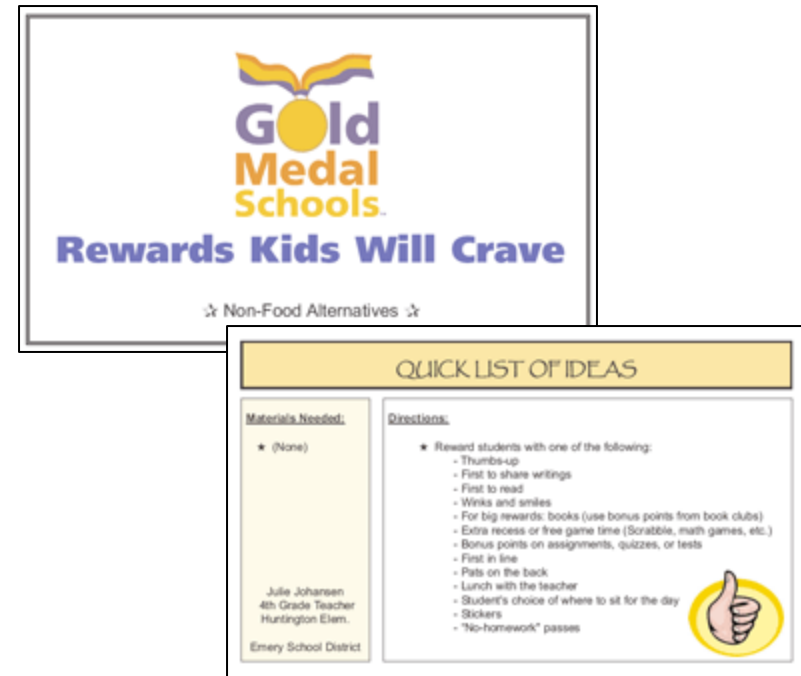 Gold
Medal
Schools™
Rewards Kids Will Crave
✰ Non-Food Alternatives ✰
QUICK LIST OF IDEAS
Materials Needed:
★ (None)
Julie Johansen
4th Grade Teacher
Huntington Elem.
Emery School District
Directions:
★ Reward students with one of the following:
- Thumbs-up
- First to share writings
- First to read
- Winks and smiles
- For big rewards: books (use bonus points from book clubs)
- Extra recess or free game time (Scrabble, math games, etc.)
- Bonus points on assignments, quizzes, or tests
- First in line
- Pats on the back
- Lunch with the teacher
- Student's choice of where to sit for the day
- Stickers
- "No-homework" passes